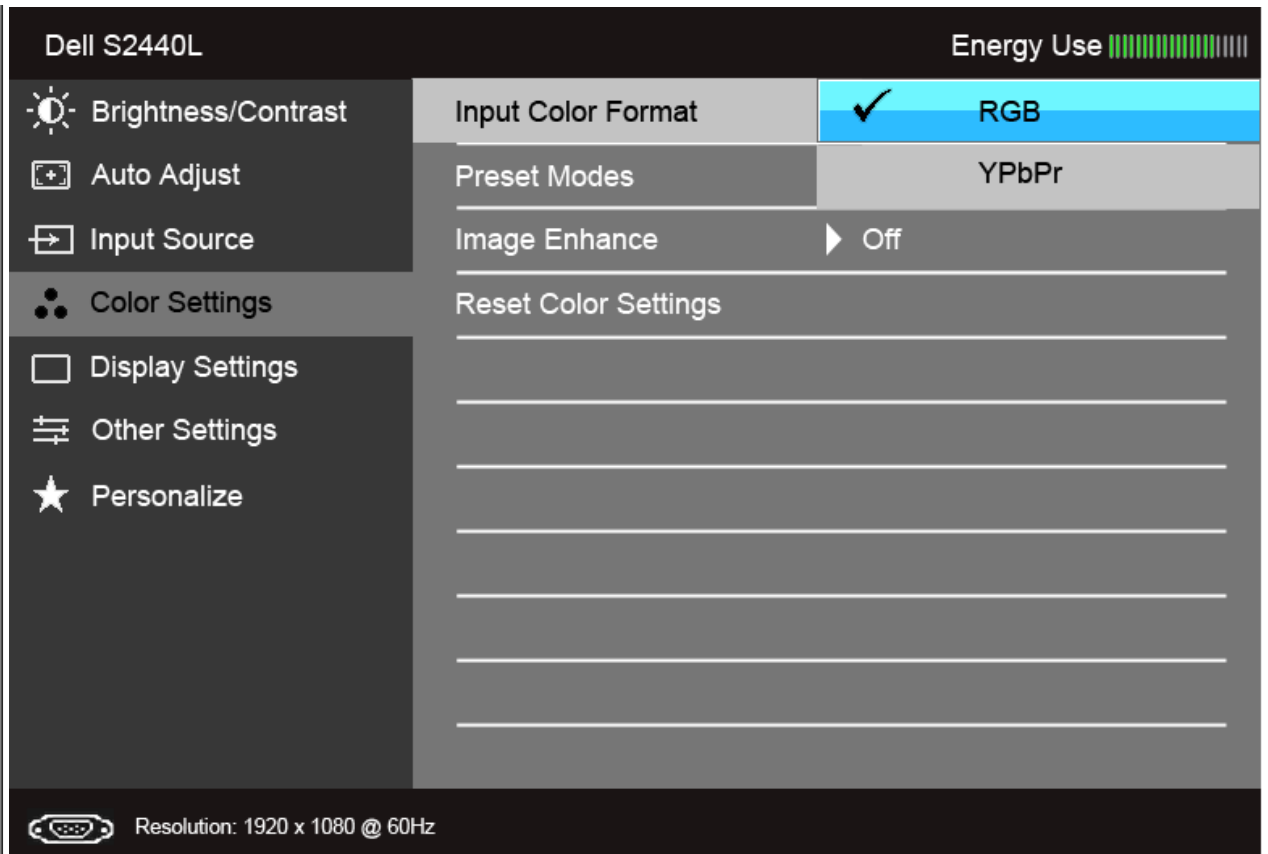 Dell S2440L Energy Use
Brightness/Contrast Input Color Format RGB
Auto Adjust Preset Modes YPbPr
Input Source Image Enhance Off
Color Settings Reset Color Settings
Display Settings
Other Settings
Personalize
Resolution: 1920 x 1080 @ 60Hz